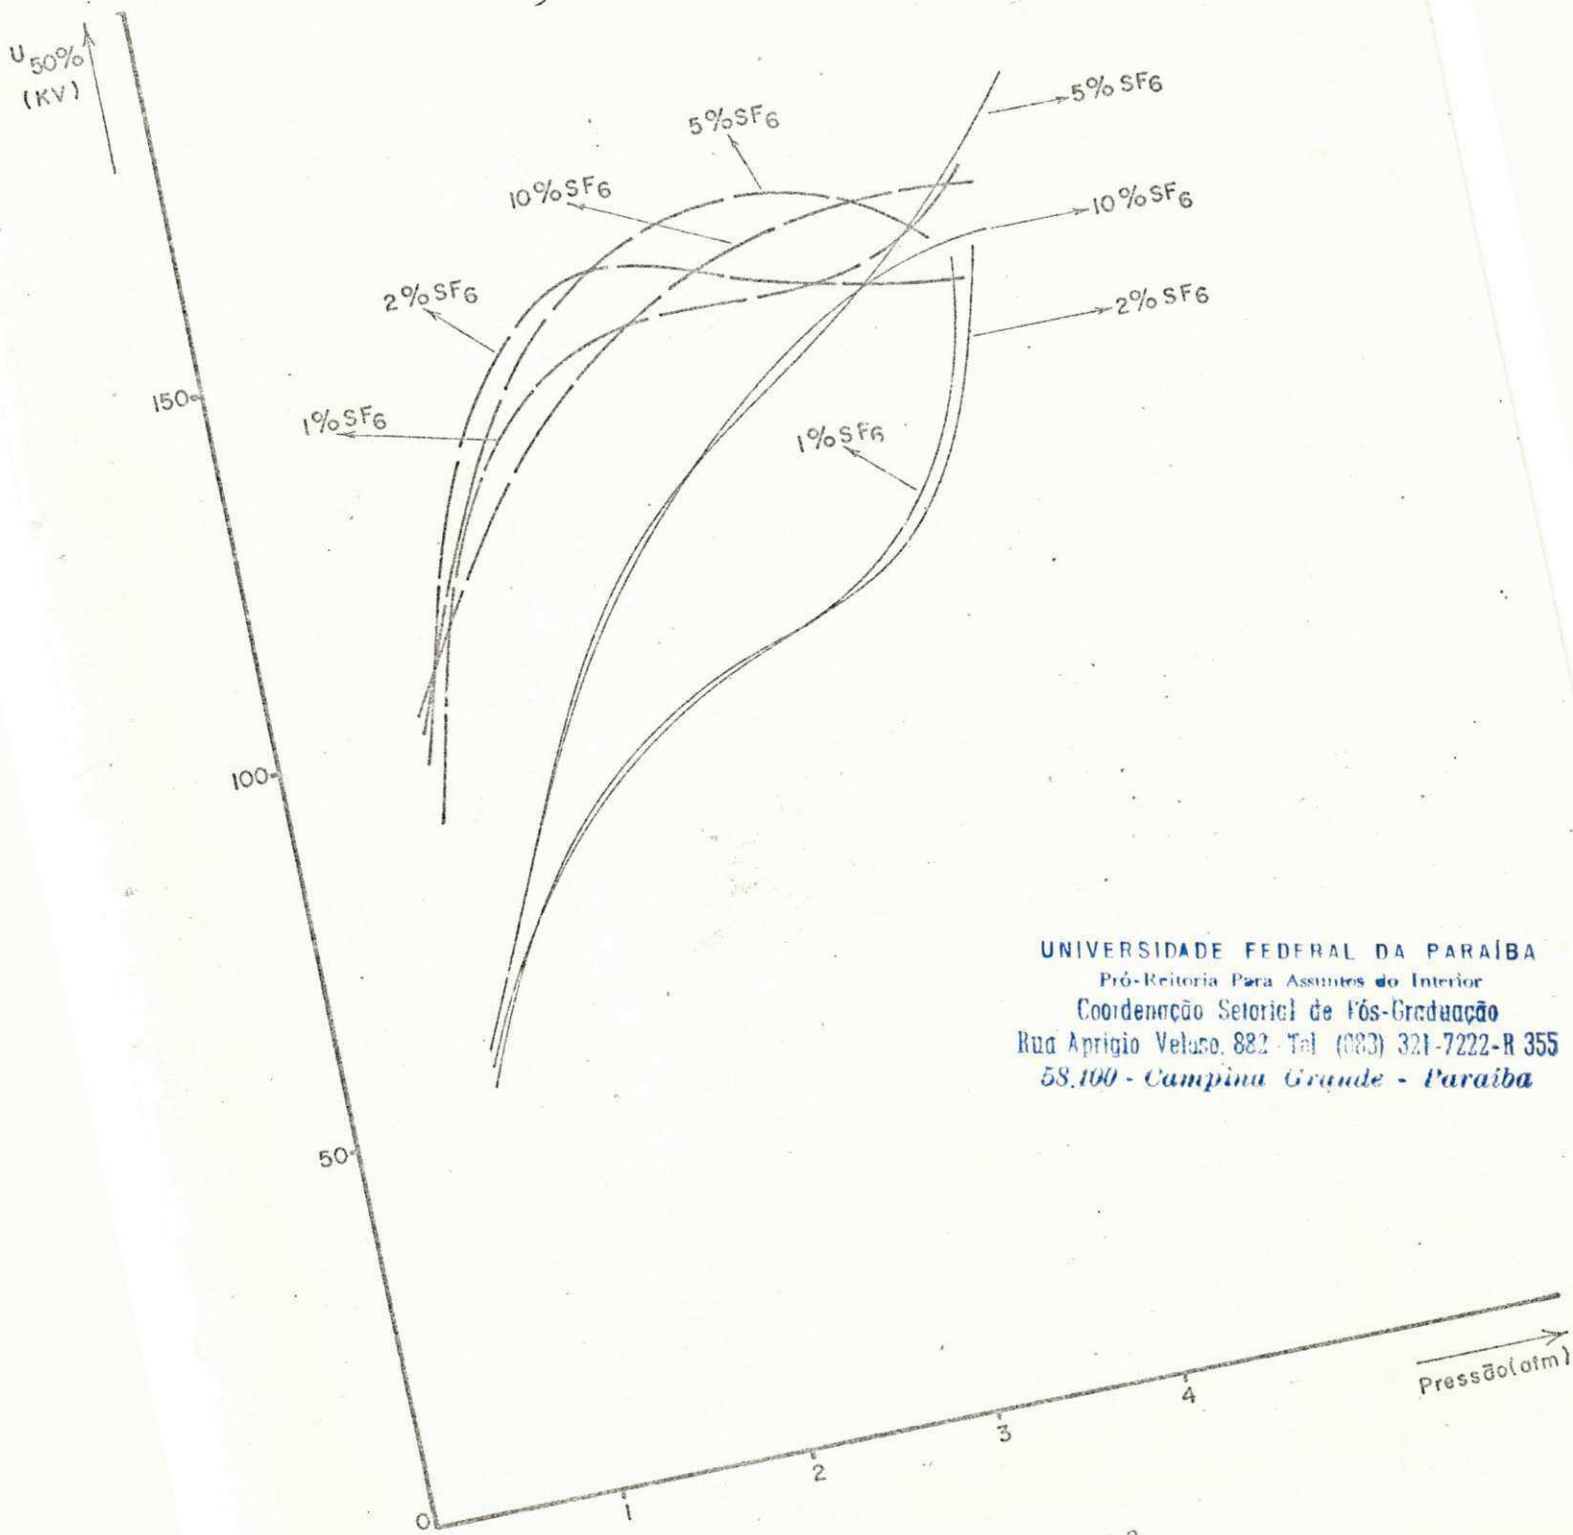 U50%
(KV)
5%SF6
5%SF6
10%SF6
10%SF6
2%SF6
2%SF6
150
1%SF6
1%SF6
100
UNIVERSIDADE FEDERAL DA PARAÍBA
Pró-Reitoria Para Assuntos do Interior
Coordenação Setorial de Pós-Graduação
Rua Aprigio Veloso, 882 Tel (083) 321-7222-R 355
58.100 - Campina Grande - Paraíba
50
Pressão(atm)
4
3
2
1
0